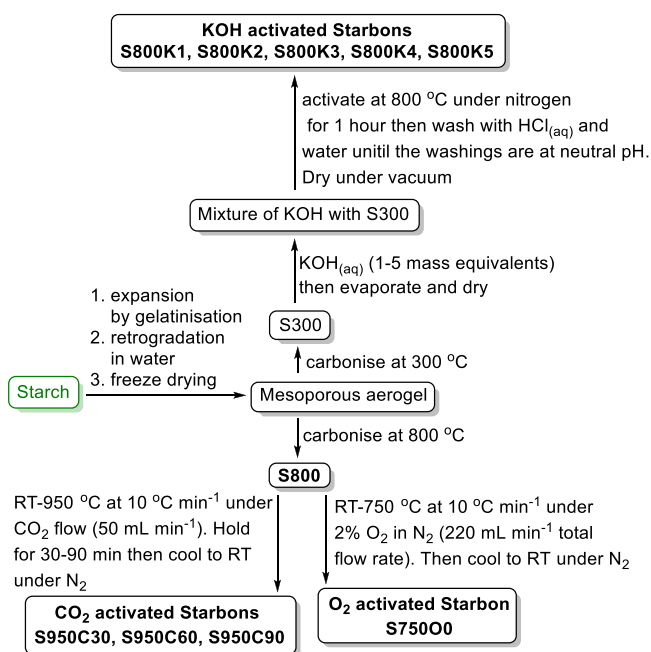 KOH activated Starbons
S800K1, S800K2, S800K3, S800K4, S800K5
activate at 800 °C under nitrogen
for 1 hour then wash with HCl(aq) and
water unitil the washings are at neutral pH.
Dry under vacuum
Mixture of KOH with S300
KOH(aq) (1-5 mass equivalents)
then evaporate and dry
1. expansion
by gelatinisation
2. retrogradation
in water
3. freeze drying
S300
carbonise at 300 °C
Starch
Mesoporous aerogel
carbonise at 800 °C
S800
RT-950 °C at 10 °C min⁻¹ under
CO₂ flow (50 mL min⁻¹). Hold
for 30-90 min then cool to RT
under N₂
RT-750 °C at 10 °C min⁻¹ under
2% O₂ in N₂ (220 mL min⁻¹ total
flow rate). Then cool to RT under N₂
CO₂ activated Starbons
S950C30, S950C60, S950C90
O₂ activated Starbon
S750O0